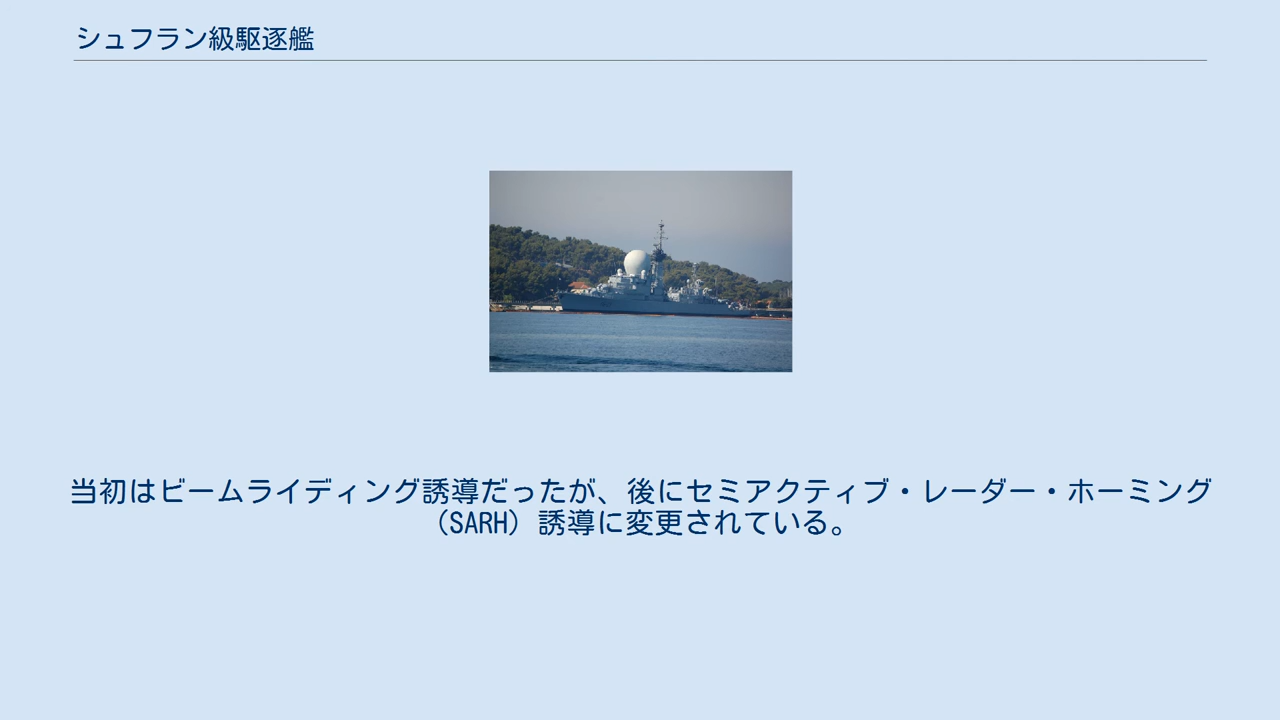 シュフラン級駆逐艦
当初はビームライディング誘導だったが、後にセミアクティブ・レーダー・ホーミング
（SARH）誘導に変更されている。